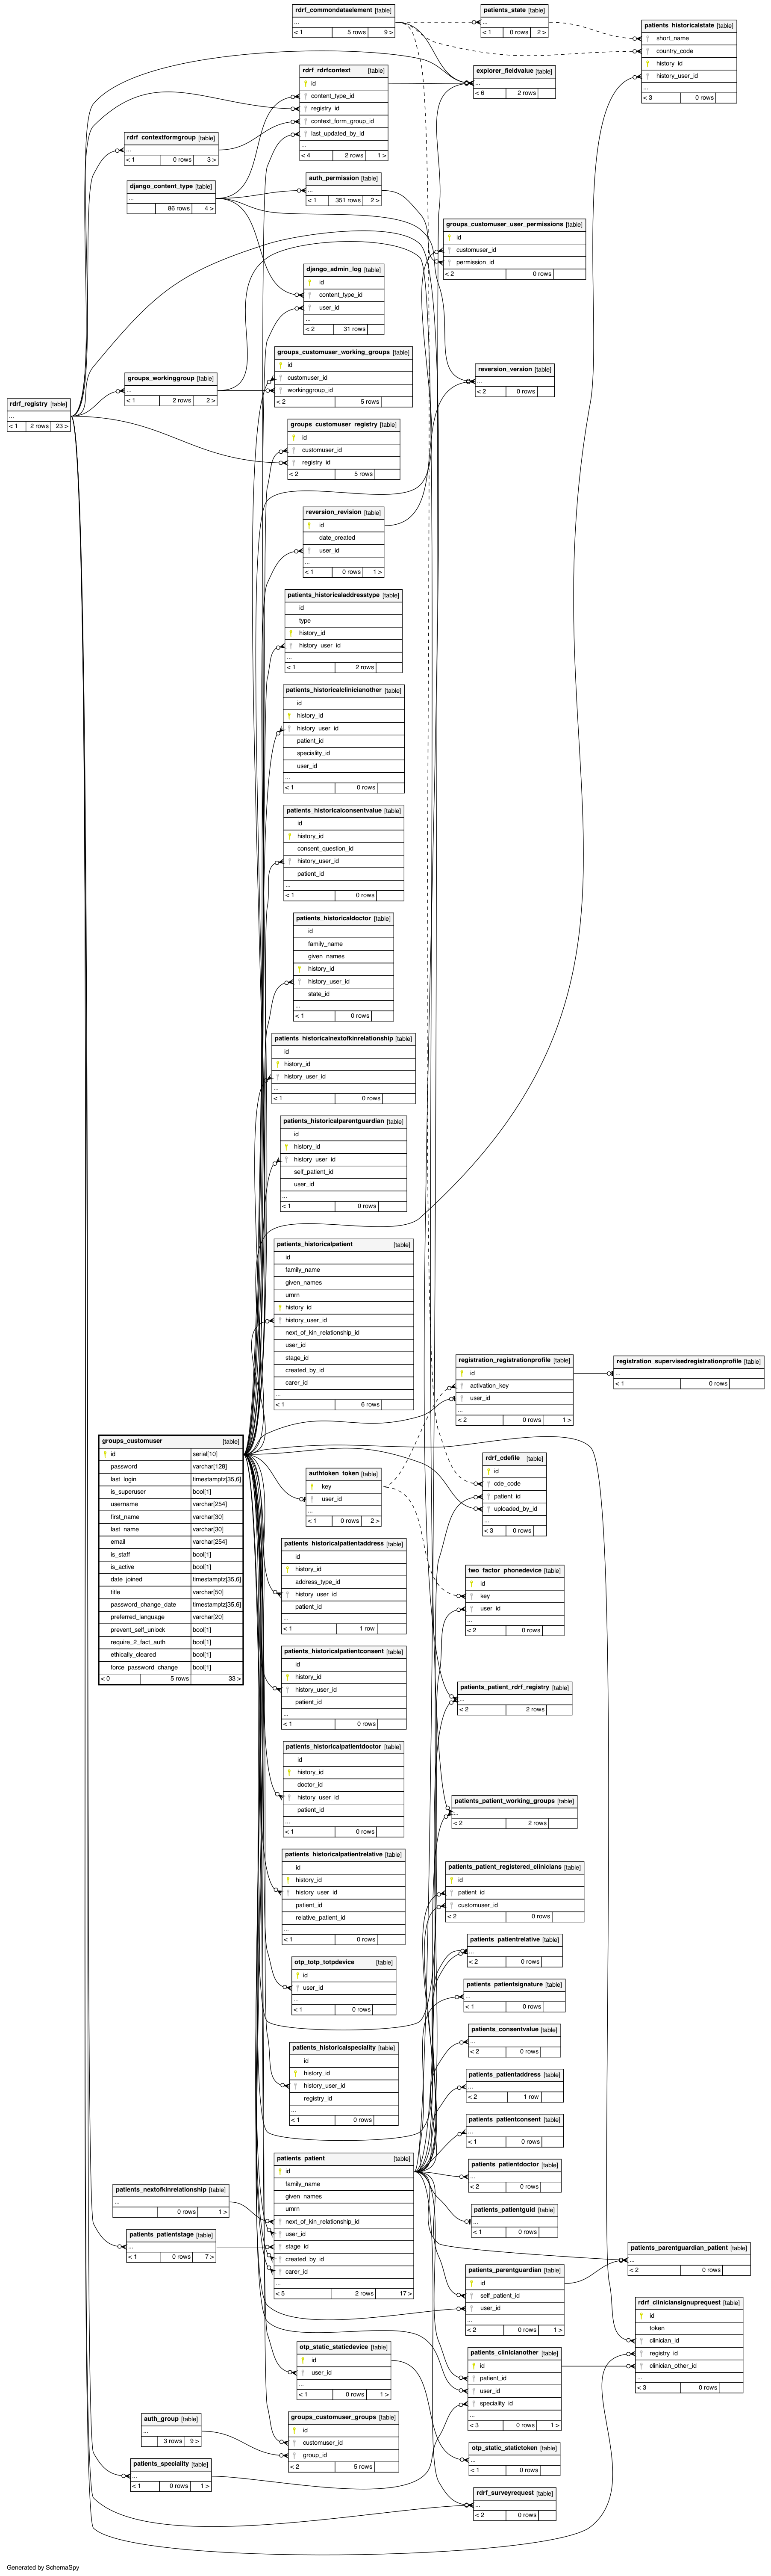 rdrf_commondataelement [table]
...
< 1 5 rows 9 >
patients_state [table]
...
< 1 0 rows 2 >
patients_historicalstate [table]
short_name
country_code
history_id
history_user_id
...
< 3 0 rows
rdrf_rdrfcontext [table]
id
content_type_id
registry_id
context_form_group_id
last_updated_by_id
...
< 4 2 rows 1 >
explorer_fieldvalue [table]
...
< 6 2 rows
rdrf_contextformgroup [table]
...
< 1 0 rows 3 >
django_content_type [table]
...
86 rows 4 >
auth_permission [table]
...
< 1 351 rows 2 >
groups_customuser_user_permissions [table]
id
customuser_id
permission_id
< 2 0 rows
django_admin_log [table]
id
content_type_id
user_id
...
< 2 31 rows
groups_customuser_working_groups [table]
id
customuser_id
workinggroup_id
< 2 5 rows
reversion_version [table]
...
< 2 0 rows
groups_workinggroup [table]
...
< 1 2 rows 2 >
rdrf_registry [table]
...
< 1 2 rows 23 >
groups_customuser_registry [table]
id
customuser_id
registry_id
< 2 5 rows
reversion_revision [table]
id
date_created
user_id
...
< 1 0 rows 1 >
patients_historicaladdresstype [table]
id
type
history_id
history_user_id
...
< 1 2 rows
patients_historicalclinicianother [table]
id
history_id
history_user_id
patient_id
speciality_id
user_id
...
< 1 0 rows
patients_historicalconsentvalue [table]
id
history_id
consent_question_id
history_user_id
patient_id
...
< 1 0 rows
patients_historicaldoctor [table]
id
family_name
given_names
history_id
history_user_id
state_id
...
< 1 0 rows
patients_historicalnextofkinrelationship [table]
id
history_id
history_user_id
...
< 1 0 rows
patients_historicalparentguardian [table]
id
history_id
history_user_id
self_patient_id
user_id
...
< 1 0 rows
patients_historicalpatient [table]
id
family_name
given_names
umrn
history_id
history_user_id
next_of_kin_relationship_id
user_id
stage_id
created_by_id
carer_id
...
< 1 6 rows
registration_registrationprofile [table]
id
activation_key
user_id
...
< 2 0 rows 1 >
registration_supervisedregistrationprofile [table]
...
< 1 0 rows
groups_customuser [table]
id serial[10]
password varchar[128]
last_login timestamptz[35,6]
is_superuser bool[1]
username varchar[254]
first_name varchar[30]
last_name varchar[30]
email varchar[254]
is_staff bool[1]
is_active bool[1]
date_joined timestamptz[35,6]
title varchar[50]
password_change_date timestamptz[35,6]
preferred_language varchar[20]
prevent_self_unlock bool[1]
require_2_fact_auth bool[1]
ethically_cleared bool[1]
force_password_change bool[1]
< 0 5 rows 33 >
rdrf_cdefile [table]
id
cde_code
patient_id
uploaded_by_id
...
< 3 0 rows
authtoken_token [table]
key
user_id
...
< 1 0 rows 2 >
patients_historicalpatientaddress [table]
id
history_id
address_type_id
history_user_id
patient_id
...
< 1 1 row
two_factor_phonedevice [table]
id
key
user_id
...
< 2 0 rows
patients_historicalpatientconsent [table]
id
history_id
history_user_id
patient_id
...
< 1 0 rows
patients_patient_rdrf_registry [table]
...
< 2 2 rows
patients_historicalpatientdoctor [table]
id
history_id
doctor_id
history_user_id
patient_id
...
< 1 0 rows
patients_patient_working_groups [table]
...
< 2 2 rows
patients_historicalpatientrelative [table]
id
history_id
history_user_id
patient_id
relative_patient_id
...
< 1 0 rows
patients_patient_registered_clinicians [table]
id
patient_id
customuser_id
< 2 0 rows
patients_patientrelative [table]
...
< 2 0 rows
otp_totp_totpdevice [table]
id
user_id
...
< 1 0 rows
patients_patientsignature [table]
...
< 1 0 rows
patients_consentvalue [table]
...
< 2 0 rows
patients_historicalspeciality [table]
id
history_id
history_user_id
registry_id
...
< 1 0 rows
patients_patientaddress [table]
...
< 2 1 row
patients_patientconsent [table]
...
< 1 0 rows
patients_patient [table]
id
family_name
given_names
umrn
next_of_kin_relationship_id
user_id
stage_id
created_by_id
carer_id
...
< 5 2 rows 17 >
patients_patientdoctor [table]
...
< 2 0 rows
patients_nextofkinrelationship [table]
...
0 rows 1 >
patients_patientguid [table]
...
< 1 0 rows
patients_patientstage [table]
...
< 1 0 rows 7 >
patients_parentguardian_patient [table]
...
< 2 0 rows
patients_parentguardian [table]
id
self_patient_id
user_id
...
< 2 0 rows 1 >
rdrf_cliniciansignuprequest [table]
id
token
clinician_id
registry_id
clinician_other_id
...
< 3 0 rows
otp_static_staticdevice [table]
id
user_id
...
< 1 0 rows 1 >
patients_clinicianother [table]
id
patient_id
user_id
speciality_id
...
< 3 0 rows 1 >
auth_group [table]
...
3 rows 9 >
groups_customuser_groups [table]
id
customuser_id
group_id
< 2 5 rows
otp_static_statictoken [table]
...
< 1 0 rows
patients_speciality [table]
...
< 1 0 rows 1 >
rdrf_surveyrequest [table]
...
< 2 0 rows
Generated by SchemaSpy